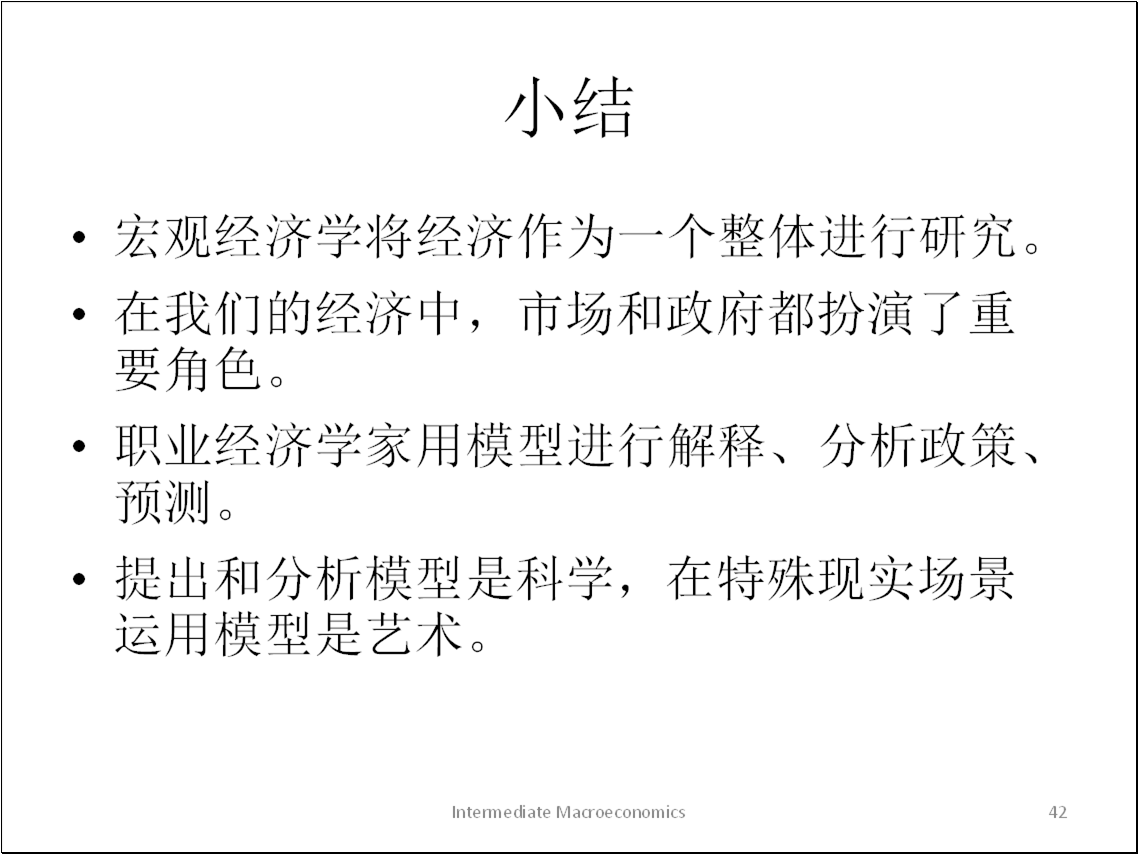 小结
• 宏观经济学将经济作为一个整体进行研究。
• 在我们的经济中，市场和政府都扮演了重
要角色。
• 职业经济学家用模型进行解释、分析政策、
预测。
• 提出和分析模型是科学，在特殊现实场景
运用模型是艺术。
Intermediate Macroeconomics 42